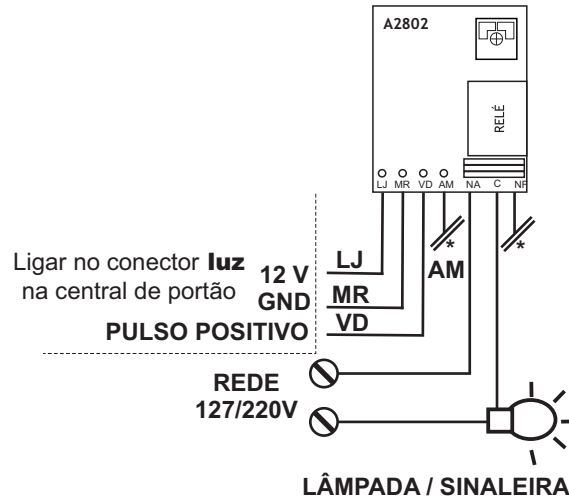 A2802
RELÉ
LJ MR VD AM NA C NF
* *
Ligar no conector luz
na central de portão
12 V LJ
GND MR
PULSO POSITIVO VD
AM
REDE
127/220V
LÂMPADA / SINALEIRA